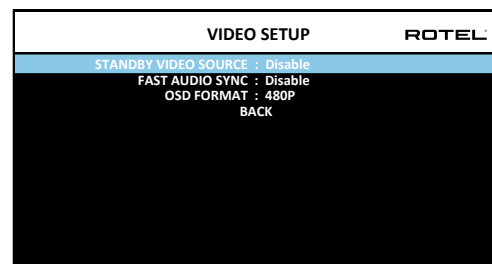 VIDEO SETUP ROTEL
STANDBY VIDEO SOURCE : Disable
FAST AUDIO SYNC : Disable
OSD FORMAT : 480P
BACK